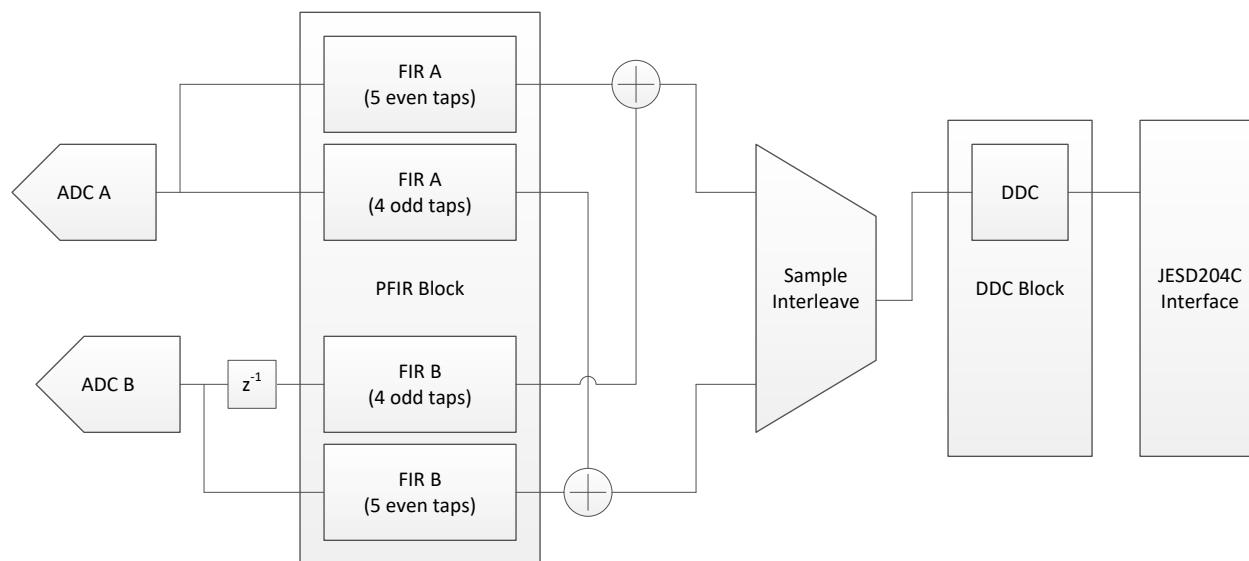 FIR A
(5 even taps)
ADC A
FIR A
(4 odd taps)
DDC
PFIR Block
Sample
Interleave
DDC Block
JESD204C
Interface
ADC B
z⁻¹
FIR B
(4 odd taps)
FIR B
(5 even taps)